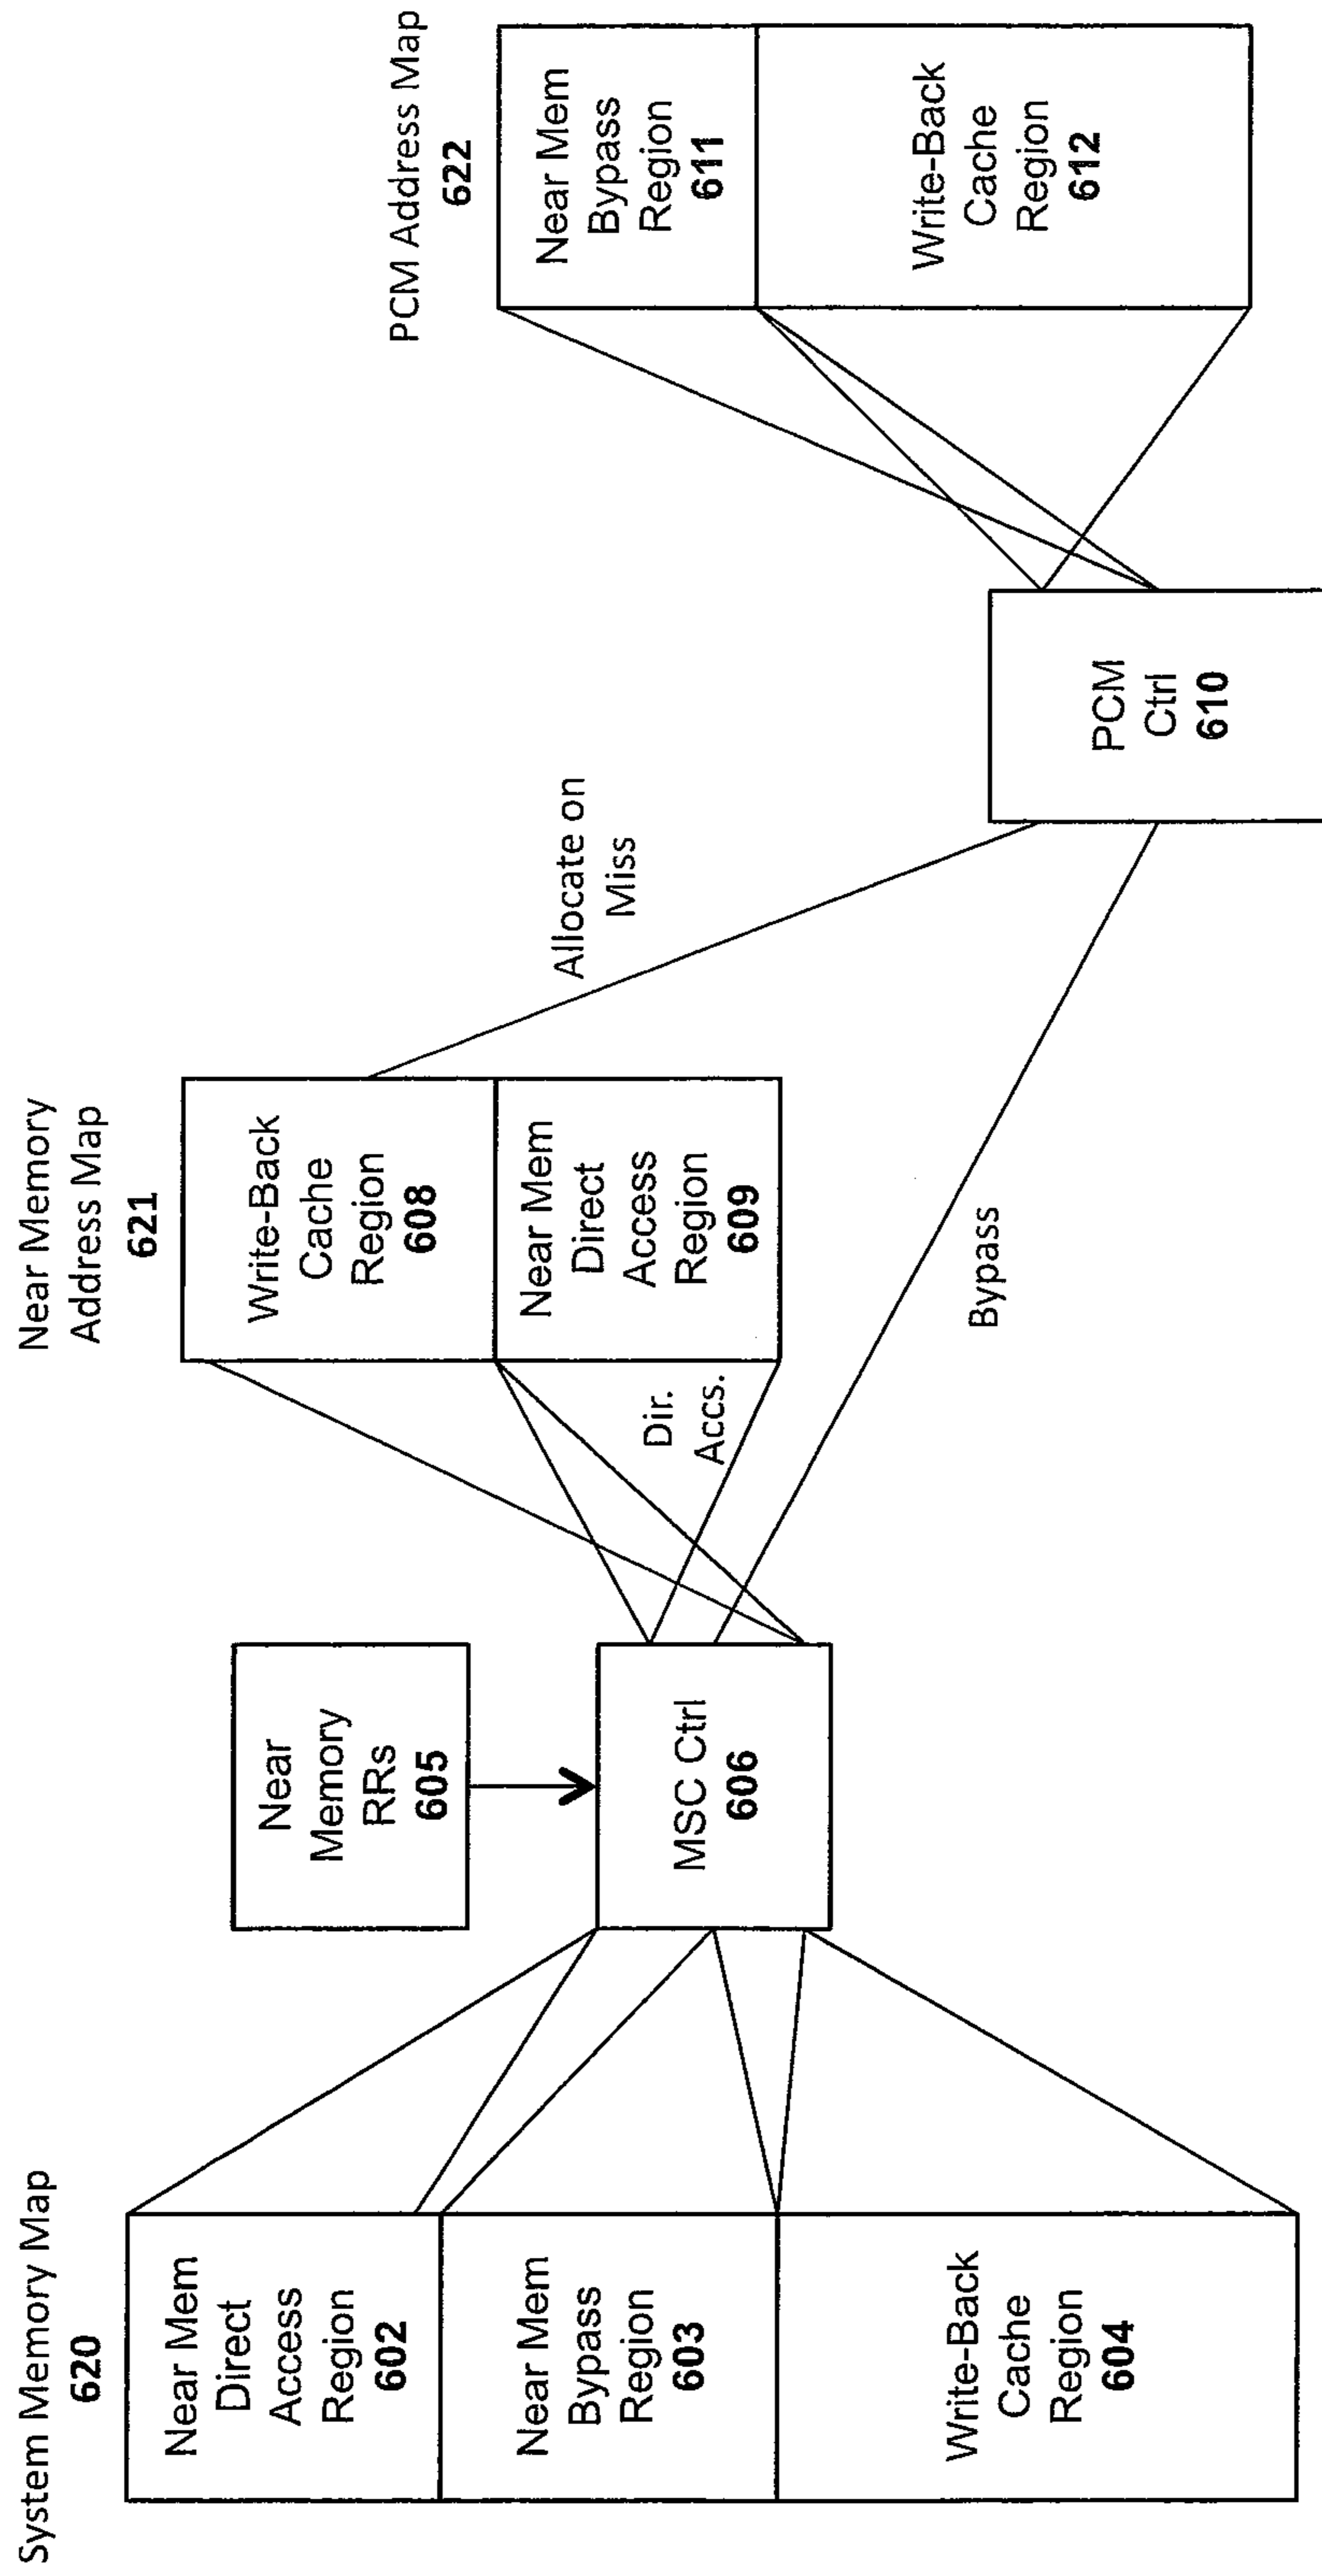 System Memory Map
620
Near Mem
Direct
Access
Region
602
Near Mem
Bypass
Region
603
Write-Back
Cache
Region
604
Near
Memory
RRs
605
MSC Ctrl
606
Near Memory
Address Map
621
Write-Back
Cache
Region
608
Near Mem
Direct
Access
Region
609
Dir.
Accs.
Allocate on
Miss
Bypass
PCM
Ctrl
610
PCM Address Map
622
Near Mem
Bypass
Region
611
Write-Back
Cache
Region
612